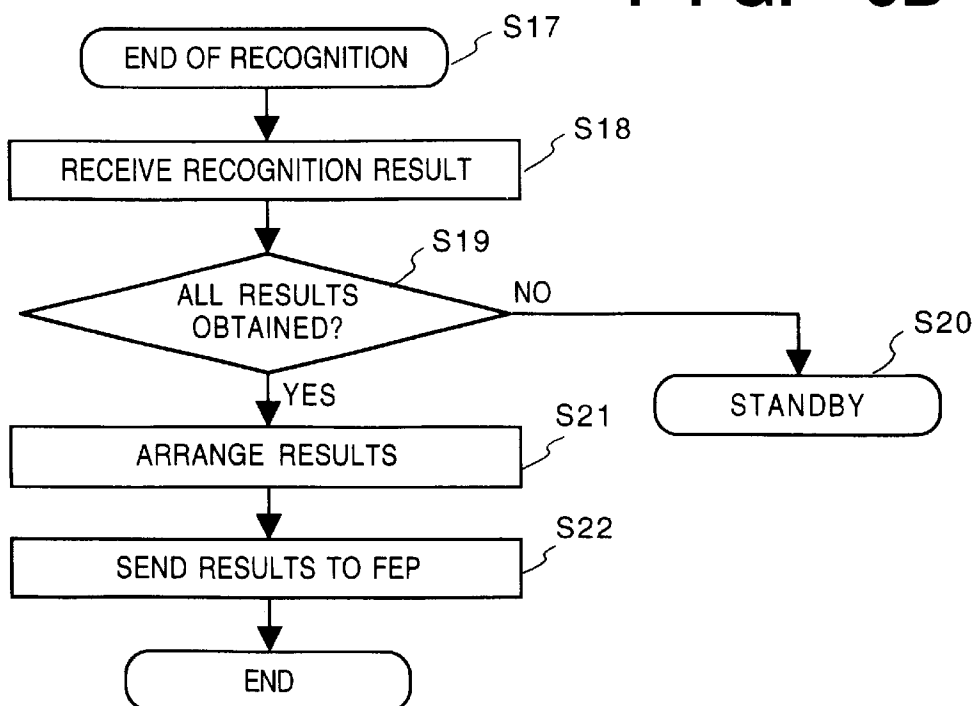 S17
END OF RECOGNITION
S18
RECEIVE RECOGNITION RESULT
S19
ALL RESULTS
OBTAINED?
NO
S20
STANDBY
YES
S21
ARRANGE RESULTS
S22
SEND RESULTS TO FEP
END